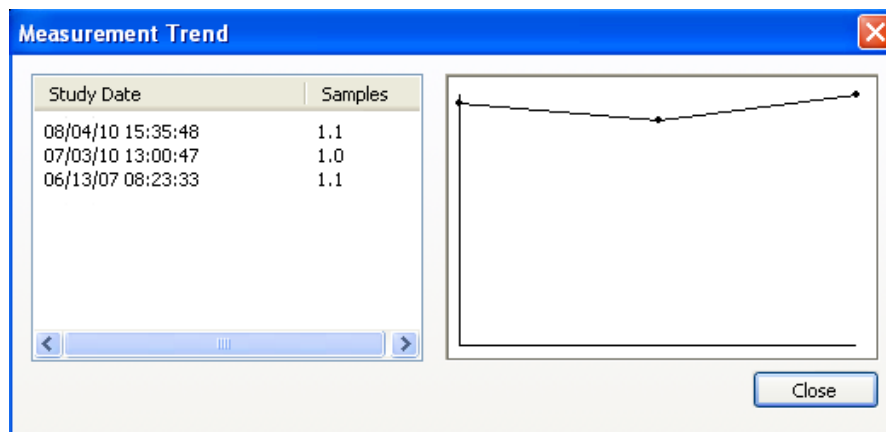 Measurement Trend
Study Date Samples
08/04/10 15:35:48 1.1
07/03/10 13:00:47 1.0
06/13/07 08:23:33 1.1
Close